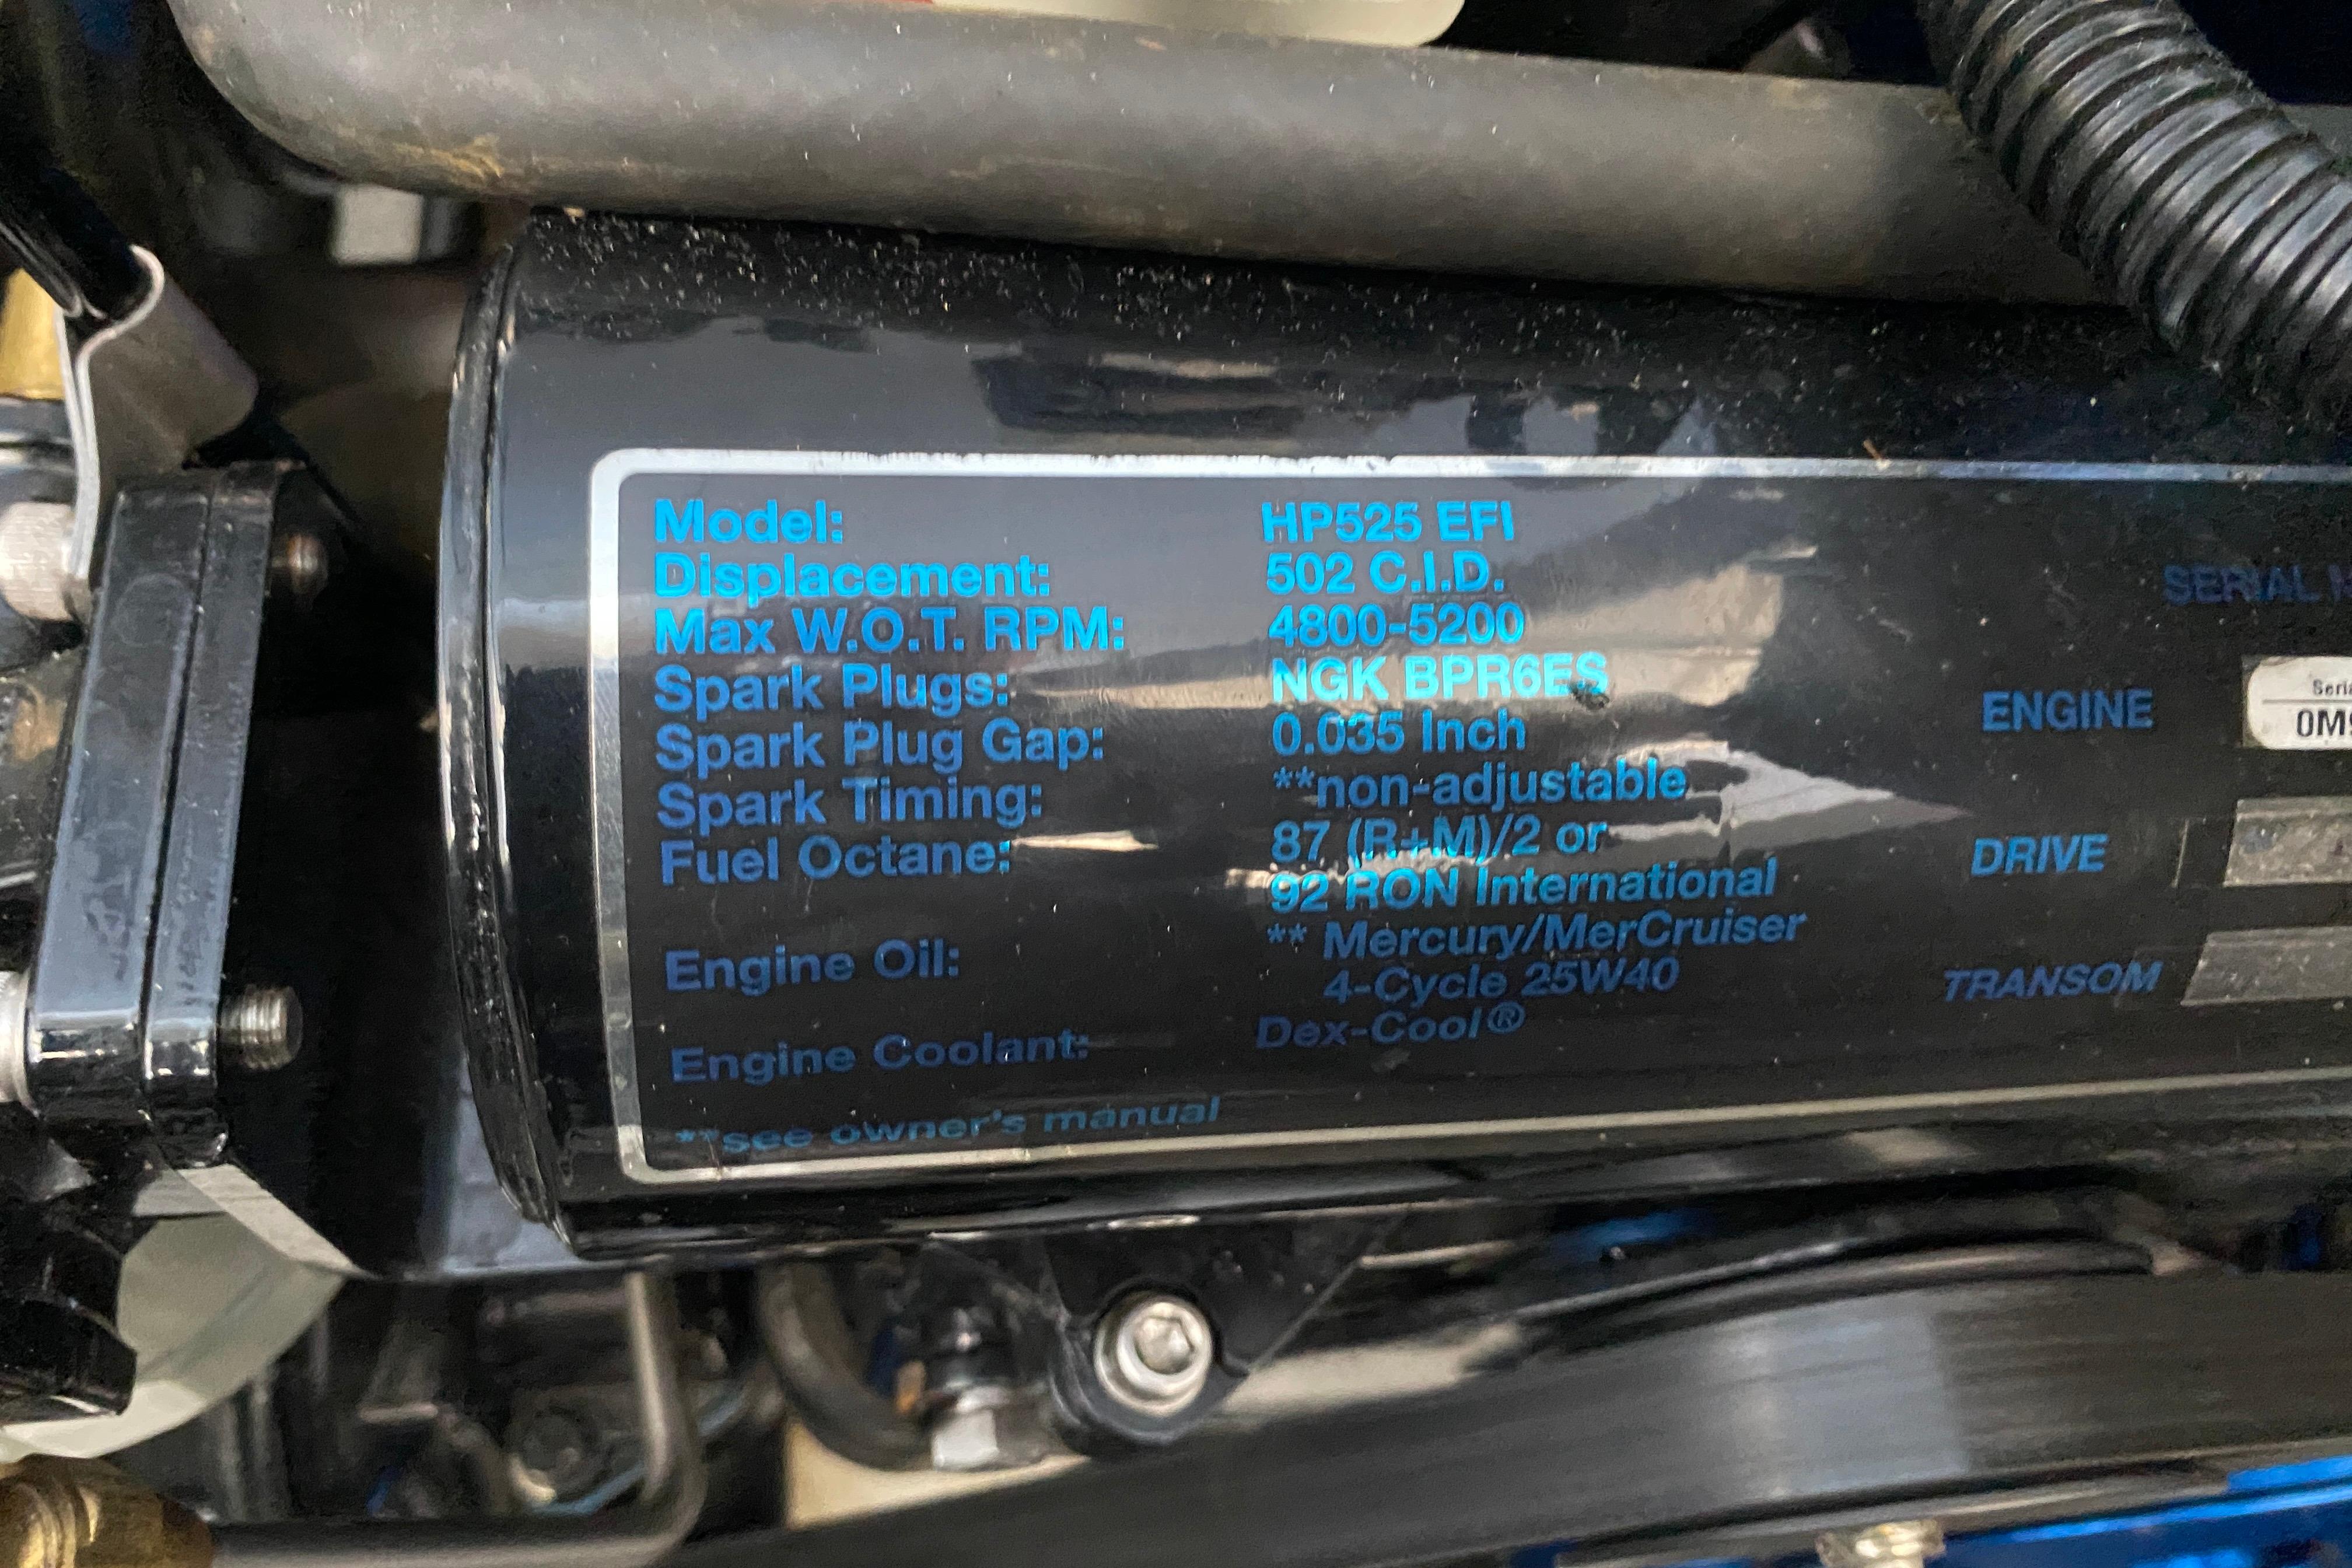 Model: HP525 EFI
Displacement: 502 C.I.D.
Max W.O.T. RPM: 4800-5200
Spark Plugs: NGK BPR6ES
Spark Plug Gap: 0.035 Inch
Spark Timing: **non-adjustable
Fuel Octane: 87 (R+M)/2 or
92 RON International
Engine Oil: ** Mercury/MerCruiser
4-Cycle 25W40
Engine Coolant: Dex-Cool®
**see owner's manual
SERIAL
ENGINE
DRIVE
TRANSOM